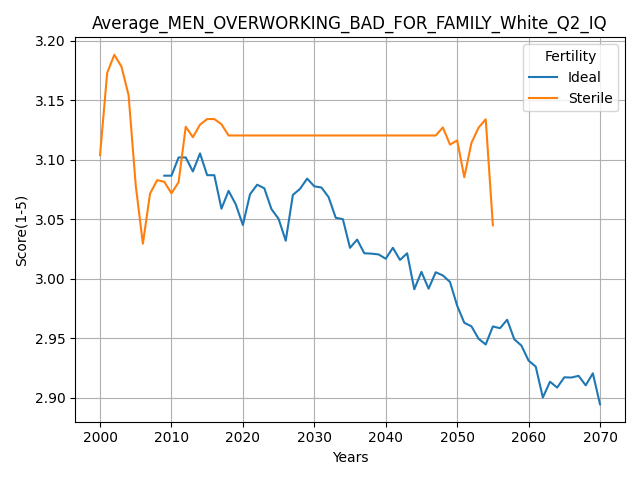 Average_MEN_OVERWORKING_BAD_FOR_FAMILY_White_Q2_IQ
3.20
3.15
3.10
3.05
3.00
2.95
2.90
Score(1-5)
Fertility
Ideal
Sterile
2000 2010 2020 2030 2040 2050 2060 2070
Years